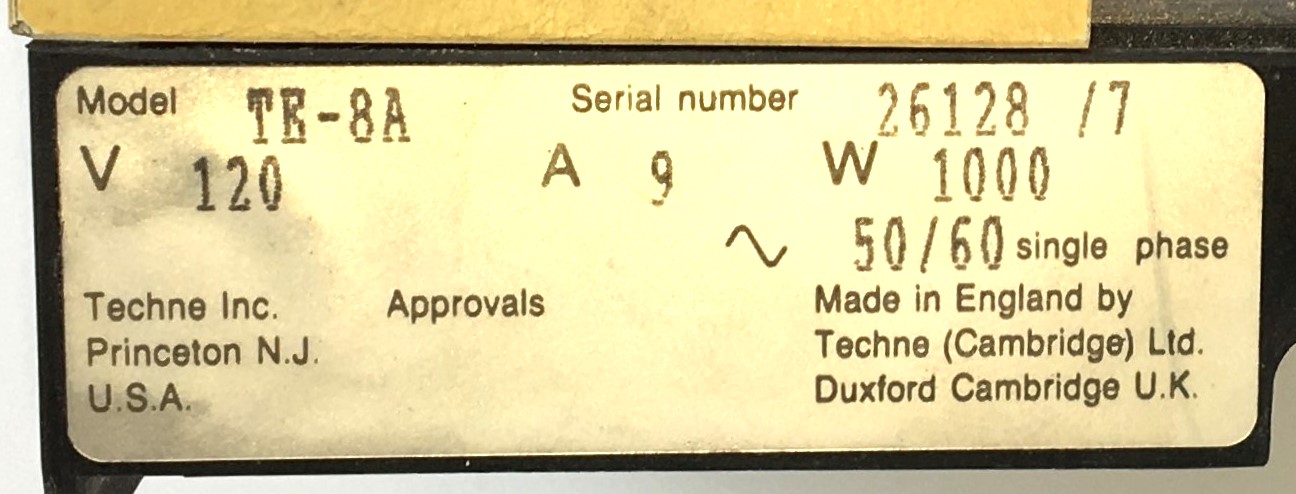 Model TE-8A Serial number 26128 /7
V 120 A 9 W 1000
∿ 50/60 single phase
Techne Inc. Approvals Made in England by
Princeton N.J. Techne (Cambridge) Ltd.
U.S.A. Duxford Cambridge U.K.